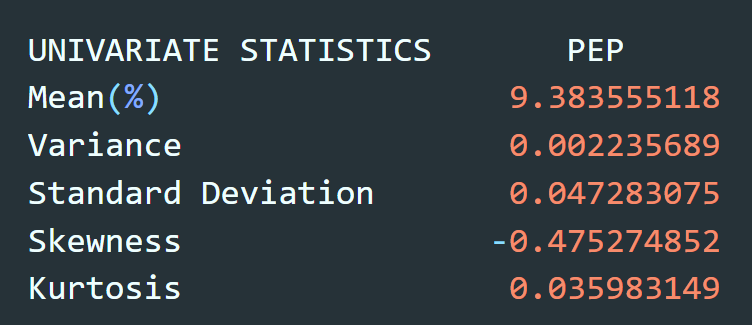 UNIVARIATE STATISTICS PEP
Mean(%) 9.383555118
Variance 0.002235689
Standard Deviation 0.047283075
Skewness -0.475274852
Kurtosis 0.035983149